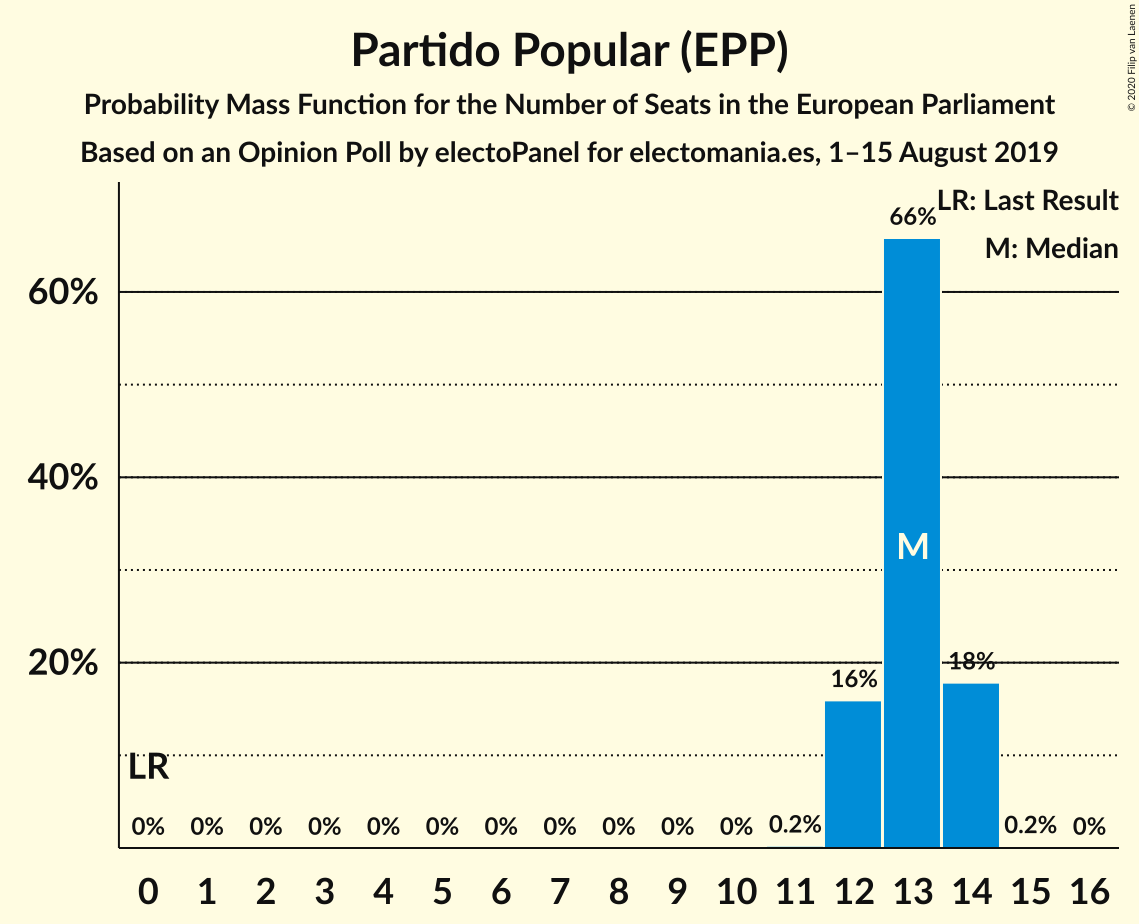 Partido Popular (EPP)
Probability Mass Function for the Number of Seats in the European Parliament
Based on an Opinion Poll by electoPanel for electomania.es, 1–15 August 2019
© 2020 Filip van Laenen
LR: Last Result
M: Median
66%
60%
40%
M
20%
18%
16%
LR
0% 0% 0% 0% 0% 0% 0% 0% 0% 0% 0% 0.2% 0.2% 0%
0 1 2 3 4 5 6 7 8 9 10 11 12 13 14 15 16